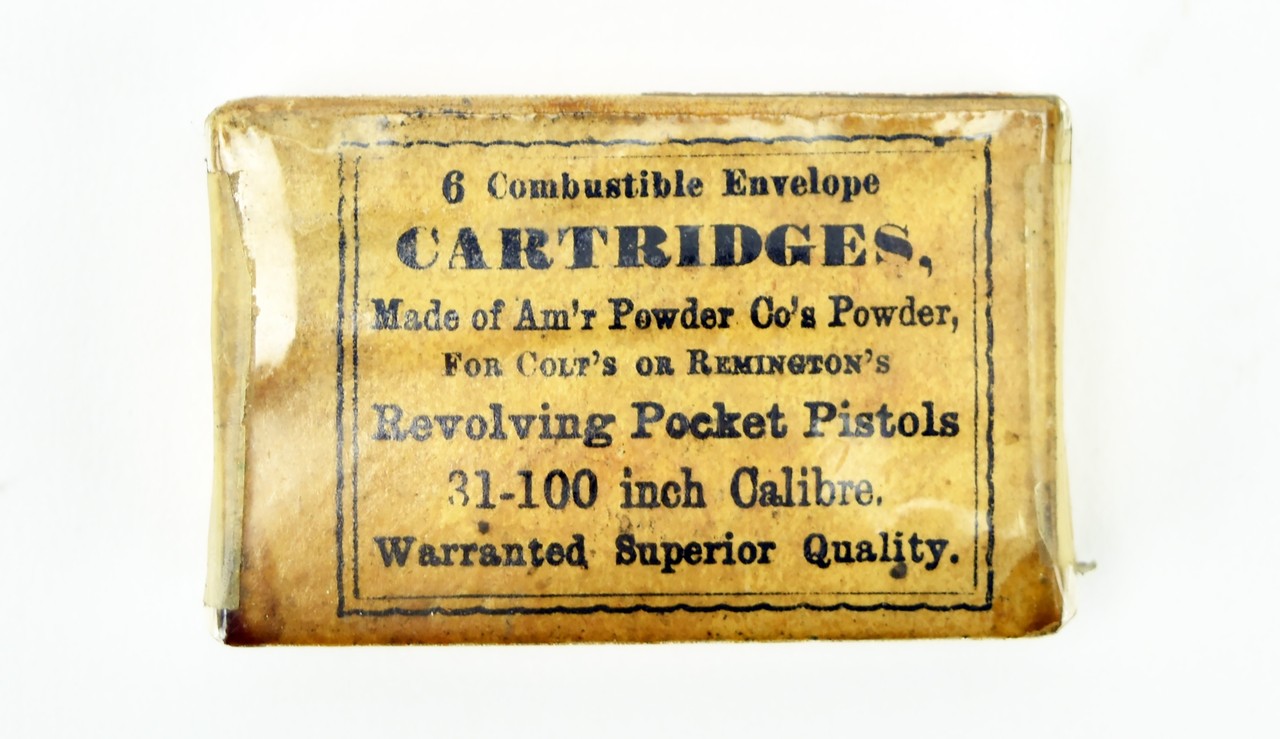 6 Combustible Envelope
CARTRIDGES,
Made of Am'r Powder Co's Powder,
FOR COLT'S OR REMINGTON'S
Revolving Pocket Pistols
31-100 inch Calibre.
Warranted Superior Quality.